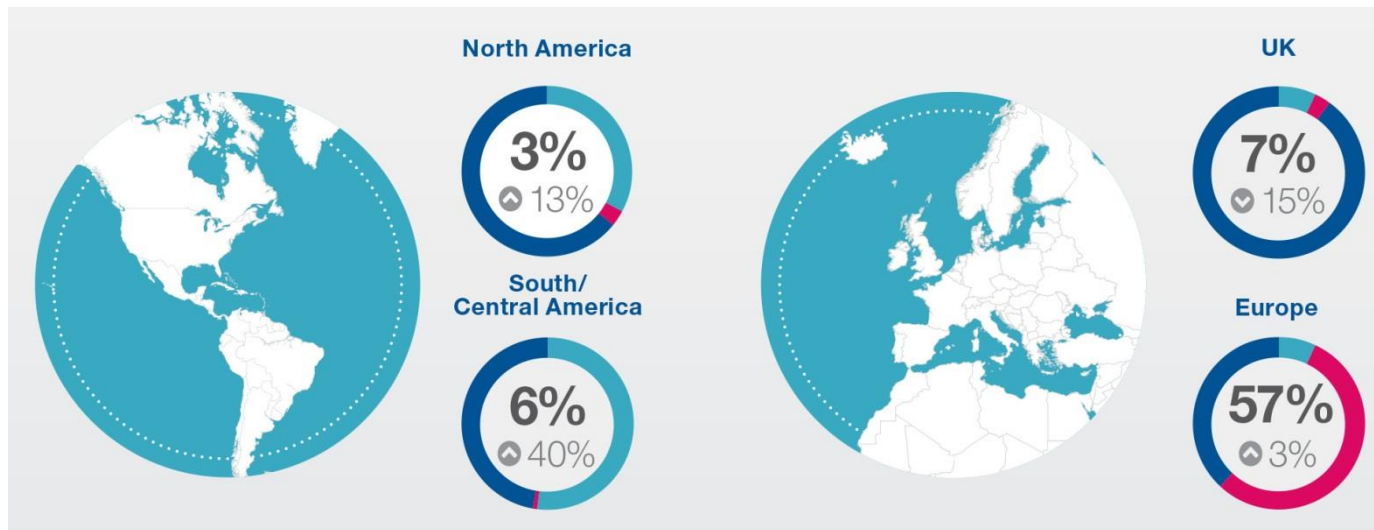 North America
3%
13%
South/
Central America
6%
40%
UK
7%
15%
Europe
57%
3%